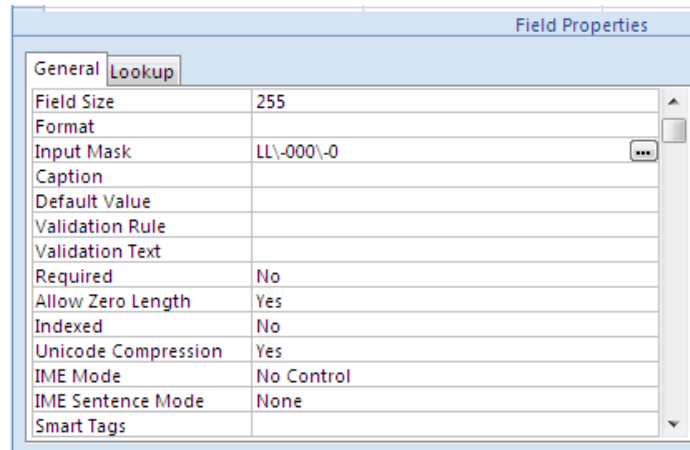 Field Properties
General Lookup
Field Size 255
Format
Input Mask LL\-000\-0 ...
Caption
Default Value
Validation Rule
Validation Text
Required No
Allow Zero Length Yes
Indexed No
Unicode Compression Yes
IME Mode No Control
IME Sentence Mode None
Smart Tags